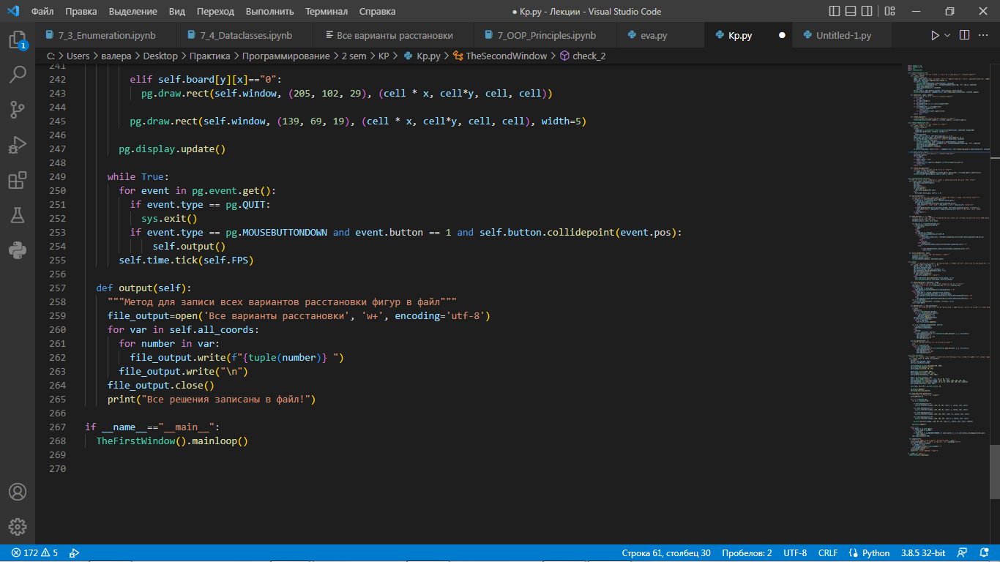 Файл Правка Выделение Вид Переход Выполнить Терминал Справка ● Кр.py - Лекции - Visual Studio Code
7_3_Enumeration.ipynb 7_4_Dataclasses.ipynb Все варианты расстановки 7_OOP_Principles.ipynb eva.py Кр.py ● Untitled-1.py
C: > Users > валера > Desktop > Практика > Программирование > 2 sem > КР > Кр.py > TheSecondWindow > check_2
1
241
242 elif self.board[y][x]=="0":
243 pg.draw.rect(self.window, (205, 102, 29), (cell * x, cell*y, cell, cell))
244
245 pg.draw.rect(self.window, (139, 69, 19), (cell * x, cell*y, cell, cell), width=5)
246
247 pg.display.update()
248
249 while True:
250 for event in pg.event.get():
251 if event.type == pg.QUIT:
252 sys.exit()
253 if event.type == pg.MOUSEBUTTONDOWN and event.button == 1 and self.button.collidepoint(event.pos):
254 self.output()
255 self.time.tick(self.FPS)
256
257 def output(self):
258 """Метод для записи всех вариантов расстановки фигур в файл"""
259 file_output=open('Все варианты расстановки', 'w+', encoding='utf-8')
260 for var in self.all_coords:
261 for number in var:
262 file_output.write(f"{tuple(number)} ")
263 file_output.write("\n")
264 file_output.close()
265 print("Все решения записаны в файл!")
266
267 if __name__=="__main__":
268 TheFirstWindow().mainloop()
269
270
172 5 Строка 61, столбец 30 Пробелов: 2 UTF-8 CRLF Python 3.8.5 32-bit